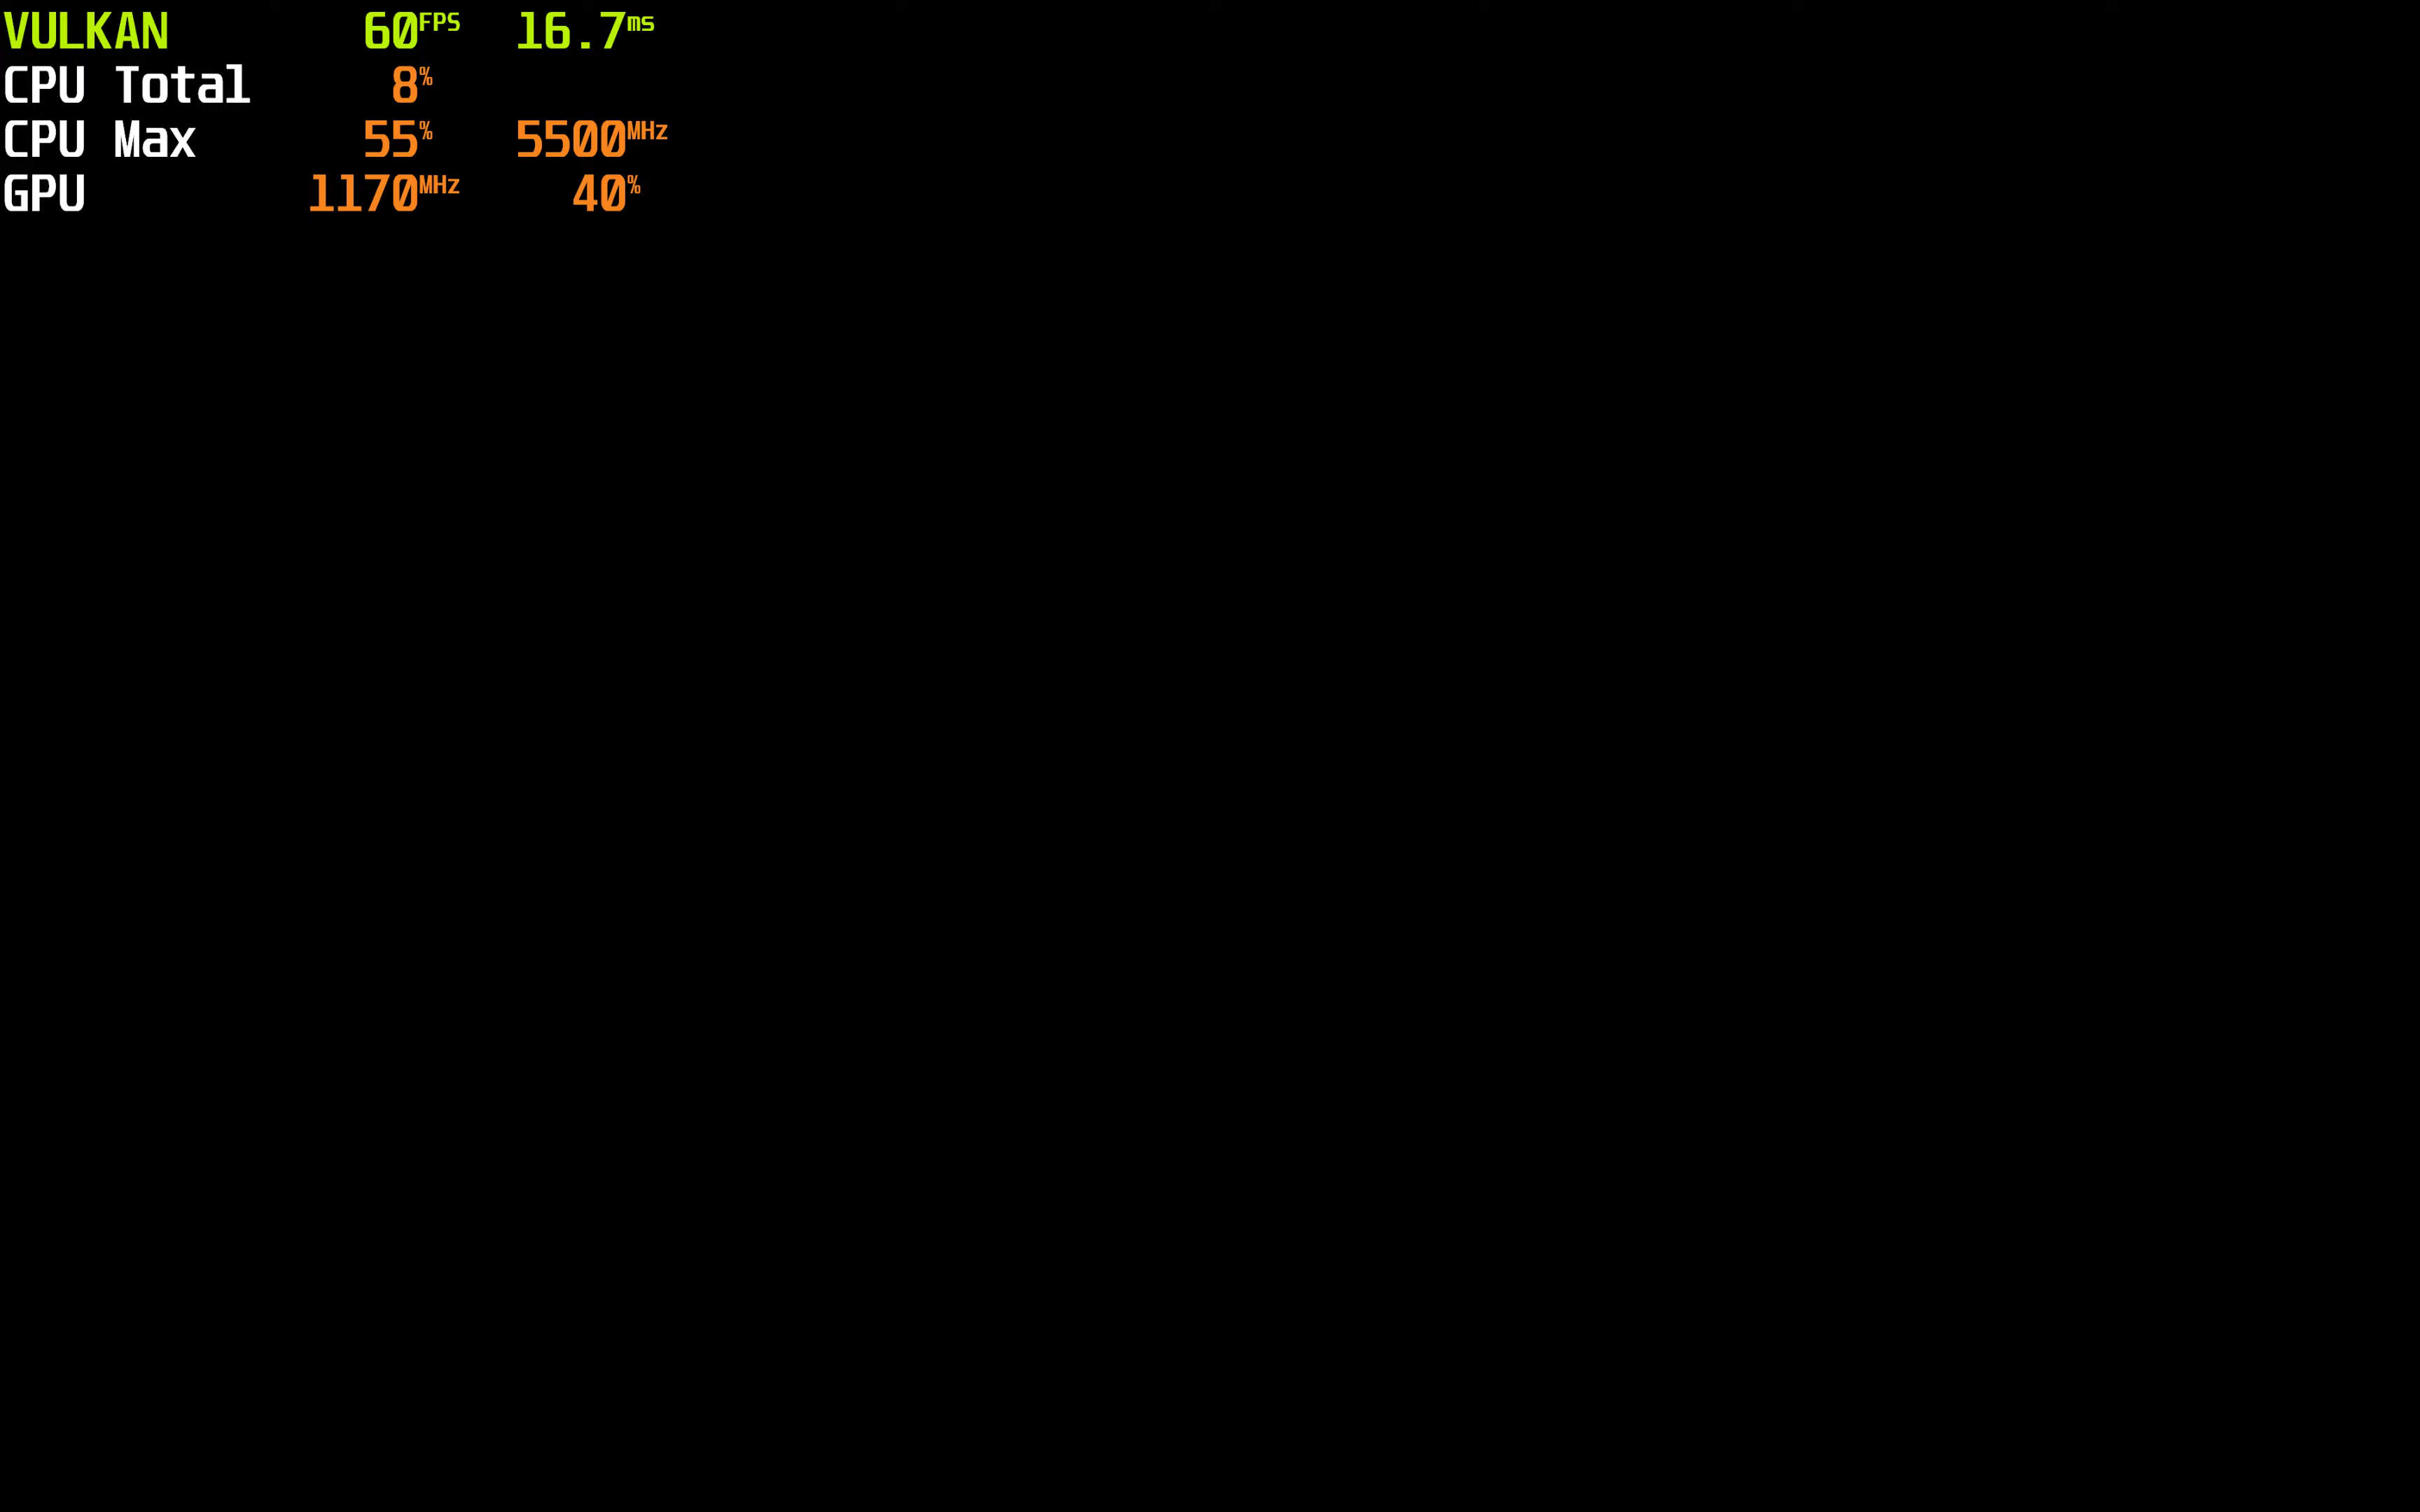 VULKAN 60FPS 16.7ms
CPU Total 8%
CPU Max 55% 5500MHz
GPU 1170MHz 40%